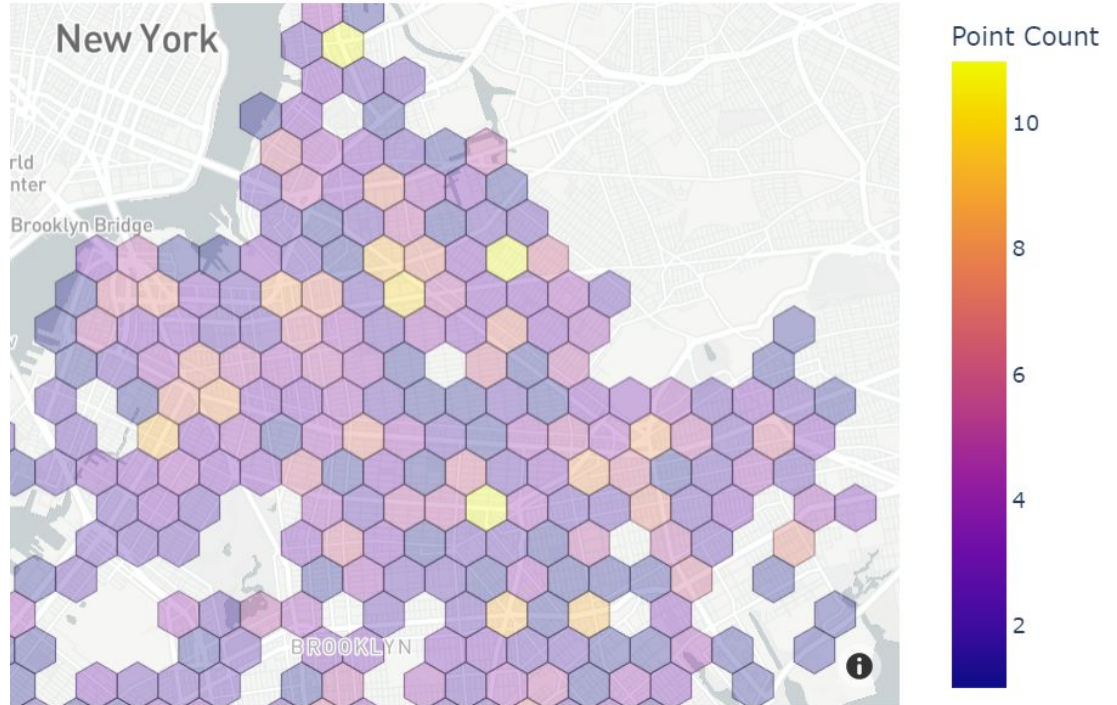 New York
Point Count
10
rld
nter
Brooklyn Bridge
8
6
4
2
BROOKLYN
i